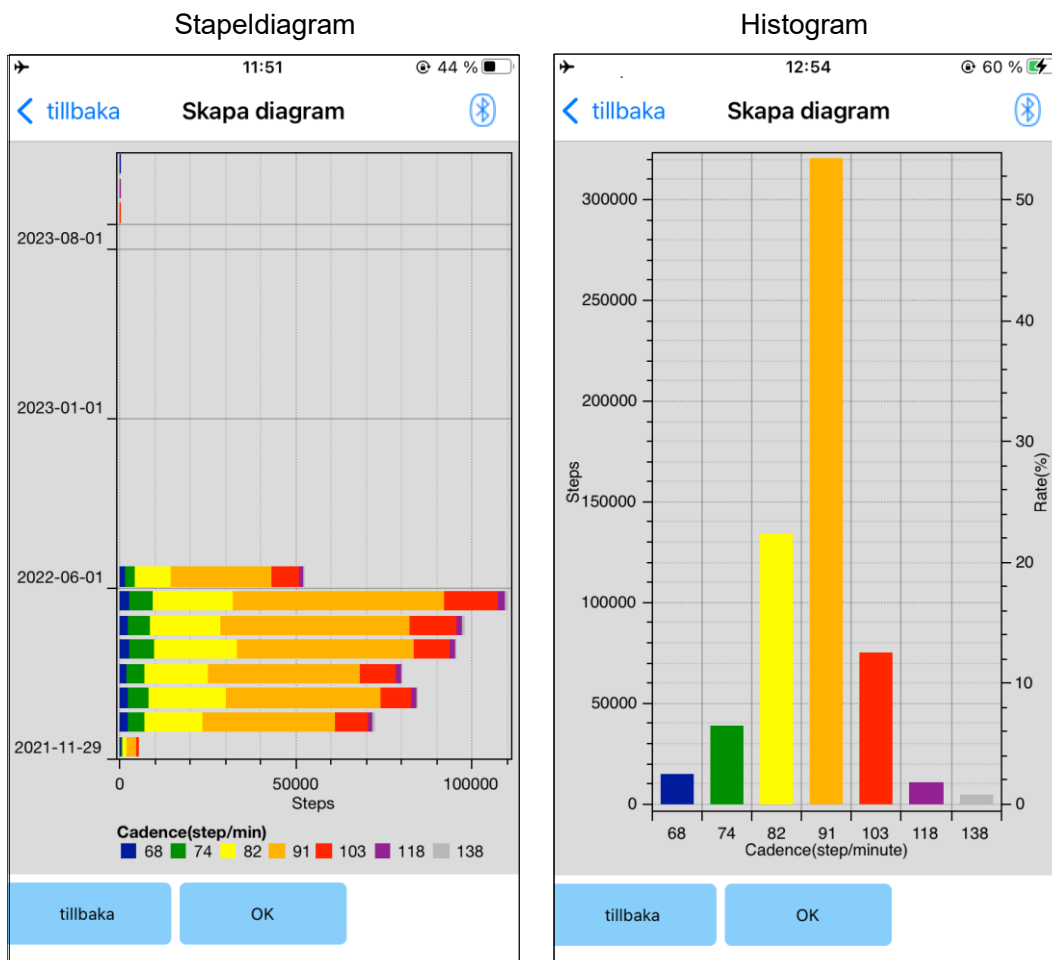 Stapeldiagram
11:51
44 %
tillbaka
Skapa diagram
2023-08-01
2023-01-01
2022-06-01
2021-11-29
0
50000
100000
Steps
Cadence(step/min)
68 74 82 91 103 118 138
tillbaka
OK
Histogram
12:54
60 %
tillbaka
Skapa diagram
300000
250000
200000
150000
100000
50000
0
Steps
50
40
30
20
10
0
Rate(%)
68 74 82 91 103 118 138
Cadence(step/minute)
tillbaka
OK